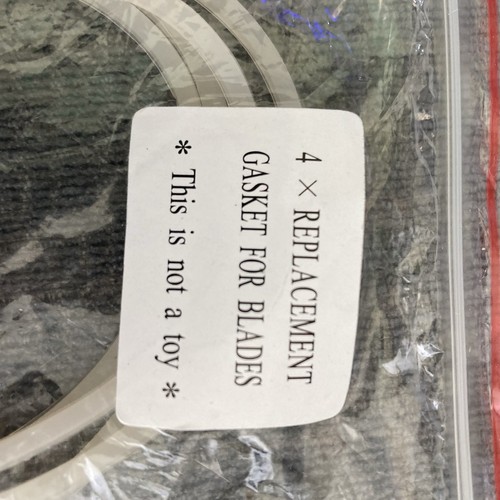 4 × REPLACEMENT
GASKET FOR BLADES
* This is not a toy *